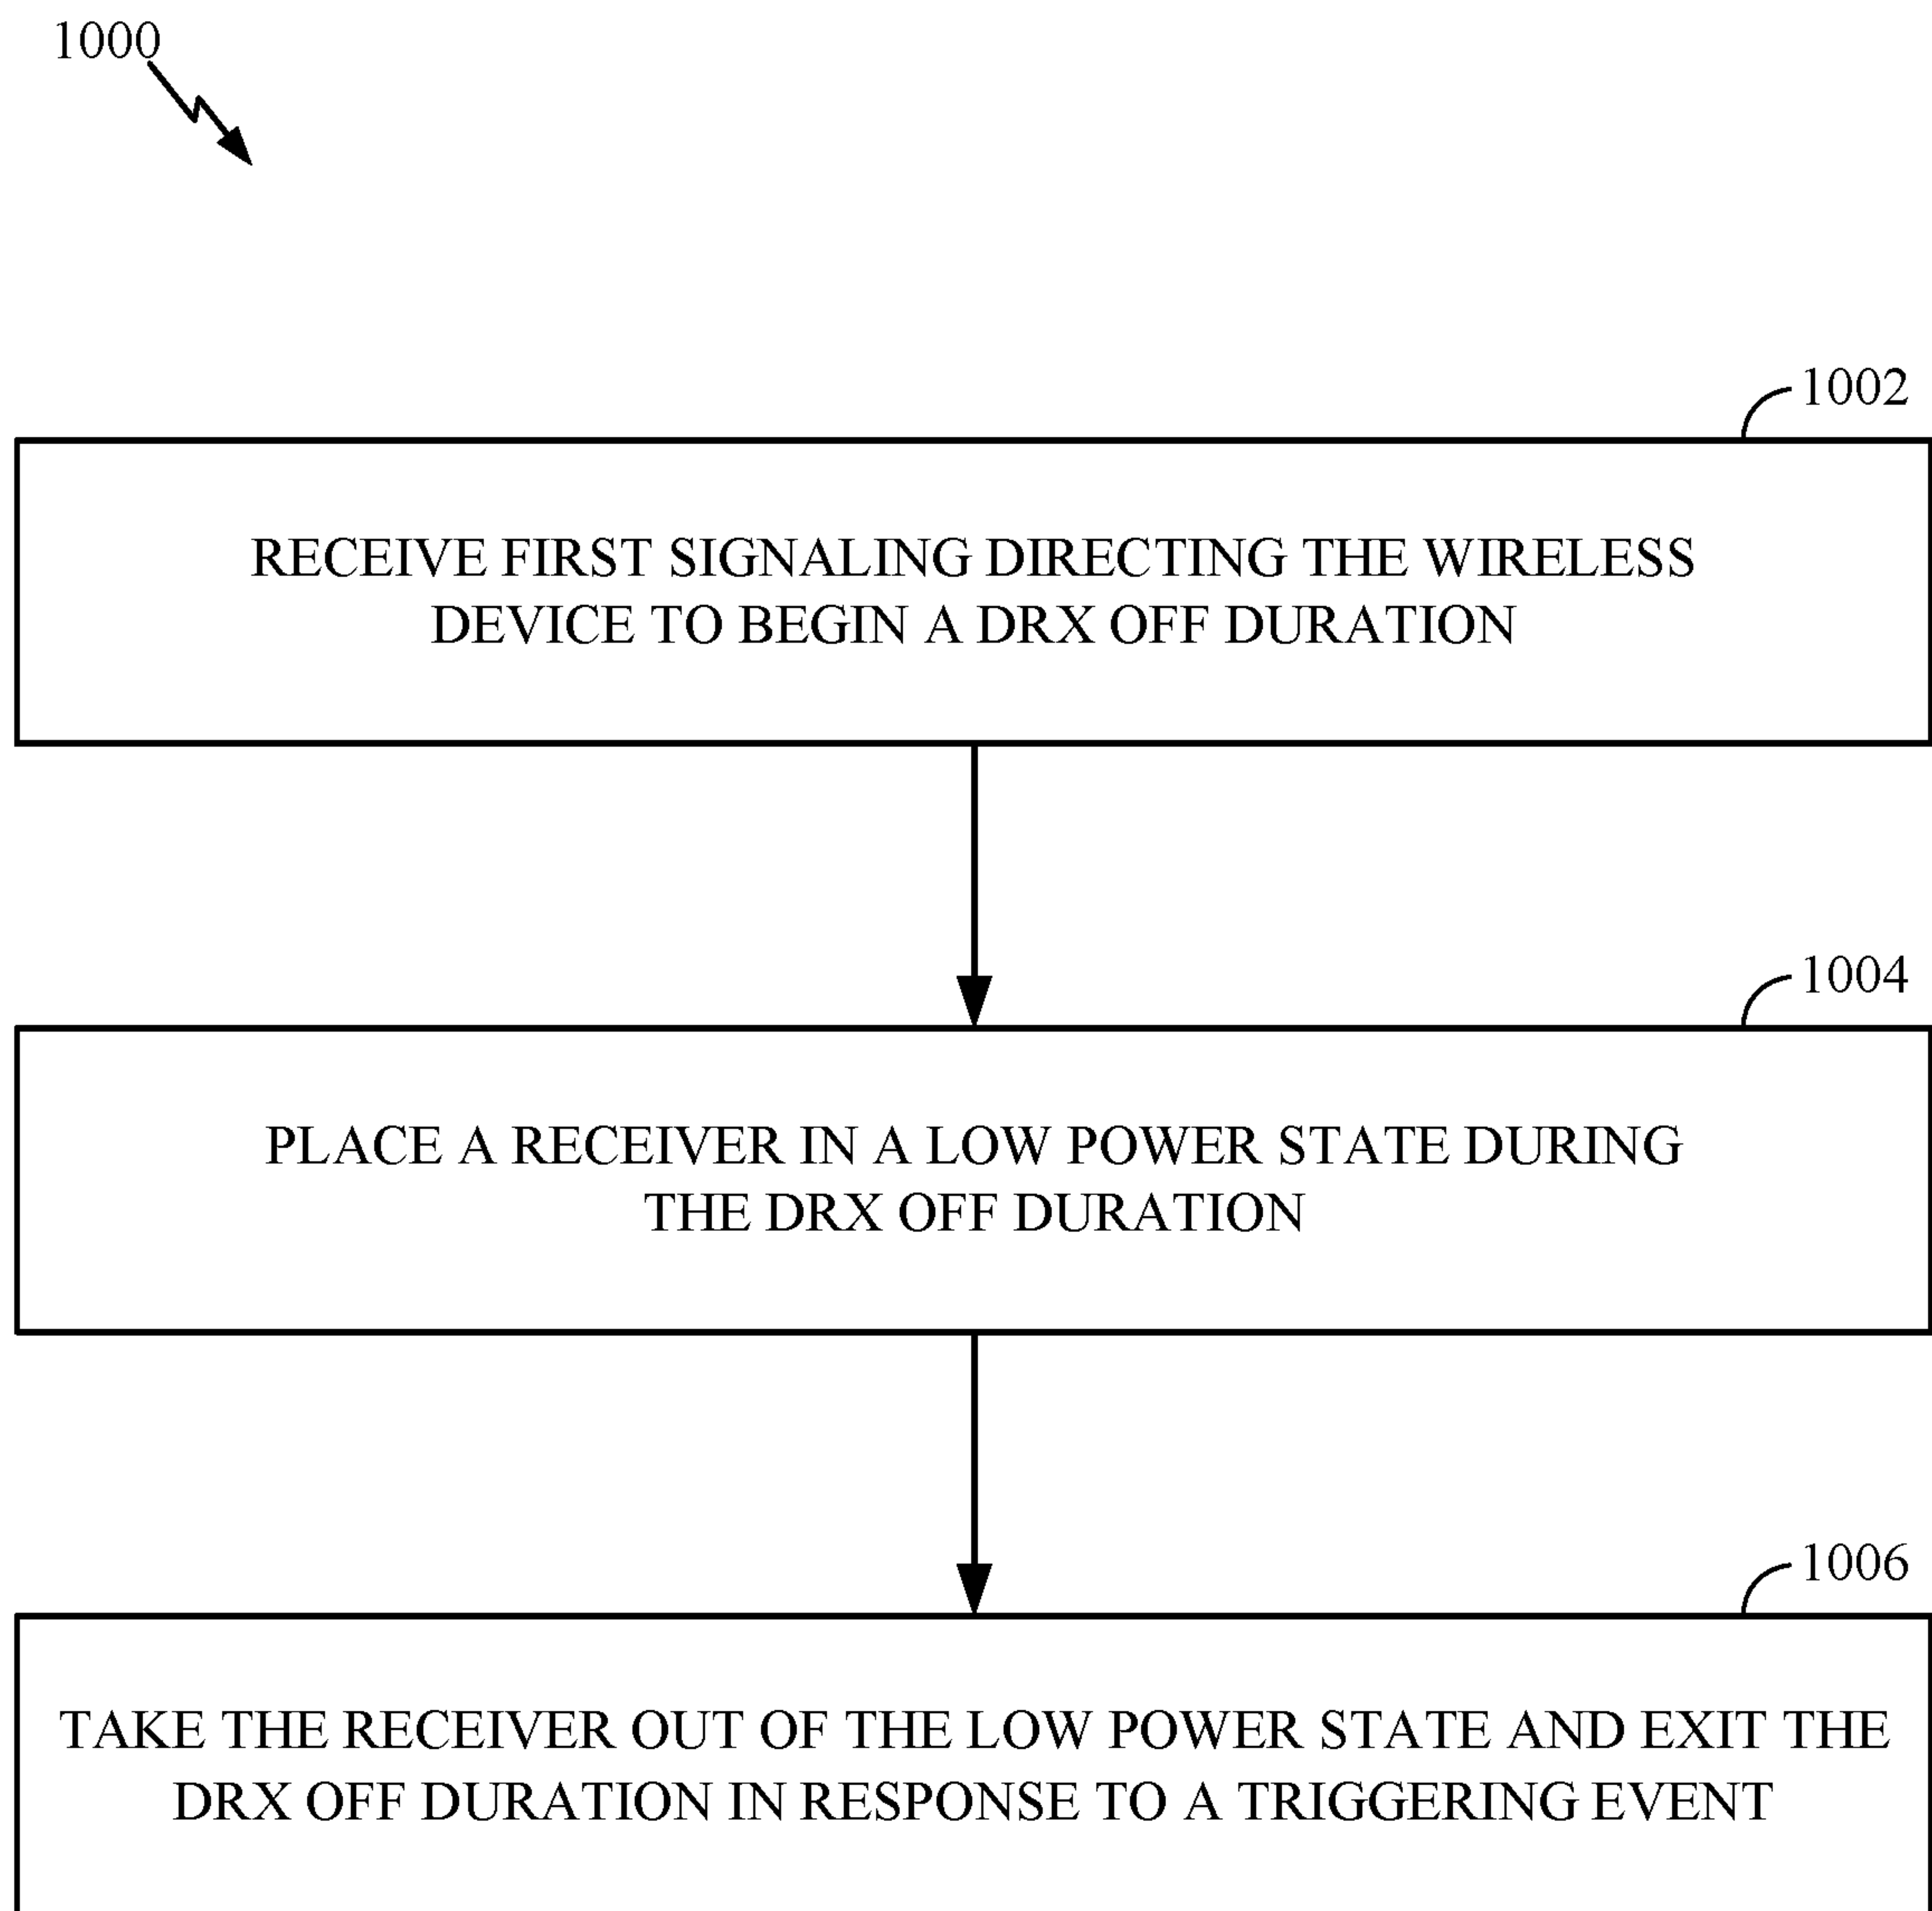 1000
1002
RECEIVE FIRST SIGNALING DIRECTING THE WIRELESS
DEVICE TO BEGIN A DRX OFF DURATION
1004
PLACE A RECEIVER IN A LOW POWER STATE DURING
THE DRX OFF DURATION
1006
TAKE THE RECEIVER OUT OF THE LOW POWER STATE AND EXIT THE
DRX OFF DURATION IN RESPONSE TO A TRIGGERING EVENT